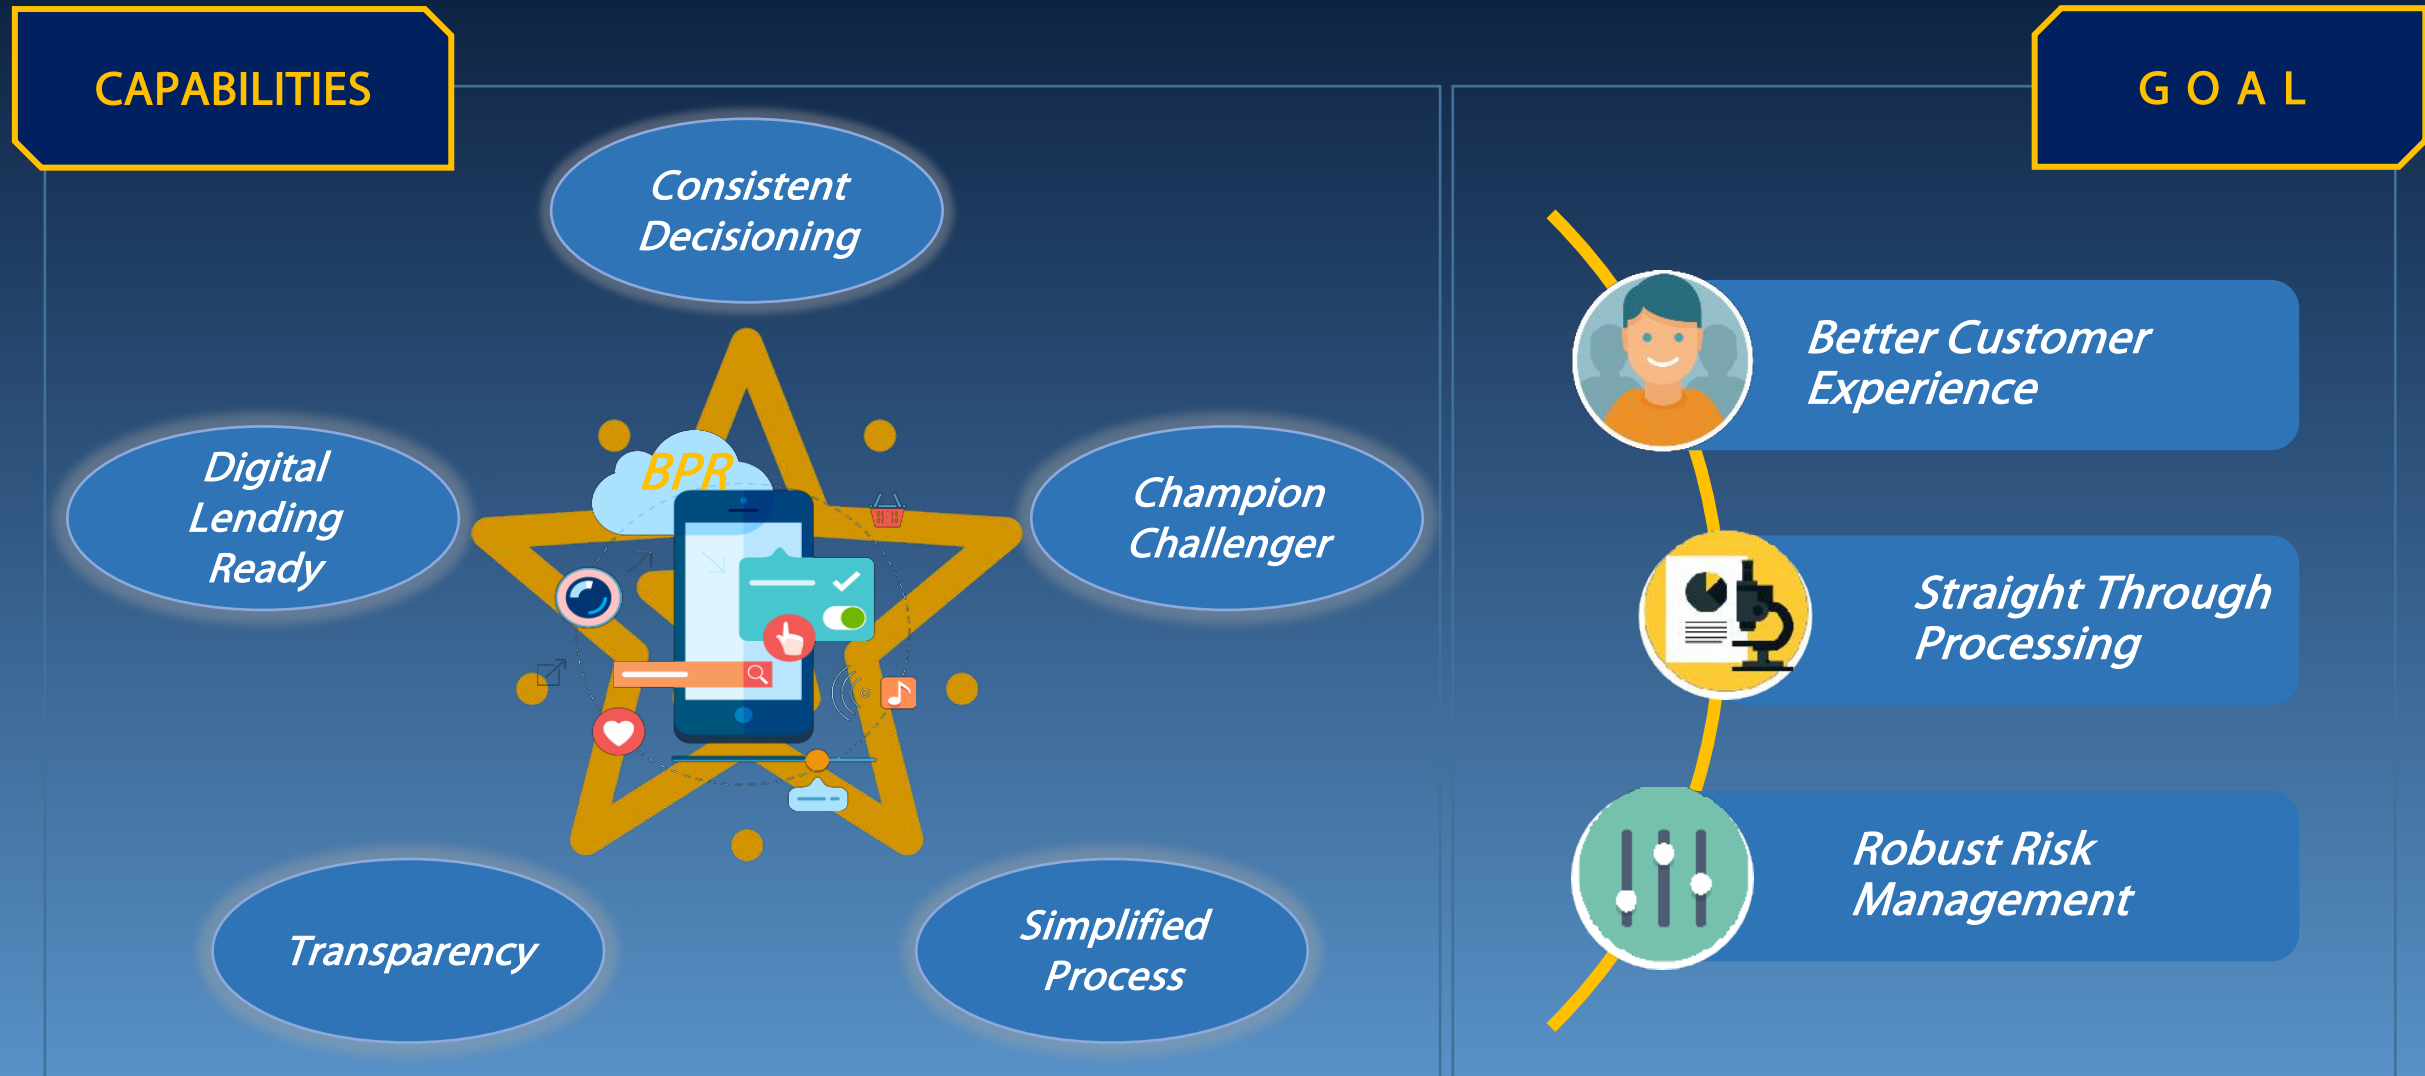 CAPABILITIES
Consistent
Decisioning
Digital
Lending
Ready
BPR
Champion
Challenger
Transparency
Simplified
Process
GOAL
Better Customer
Experience
Straight Through
Processing
Robust Risk
Management